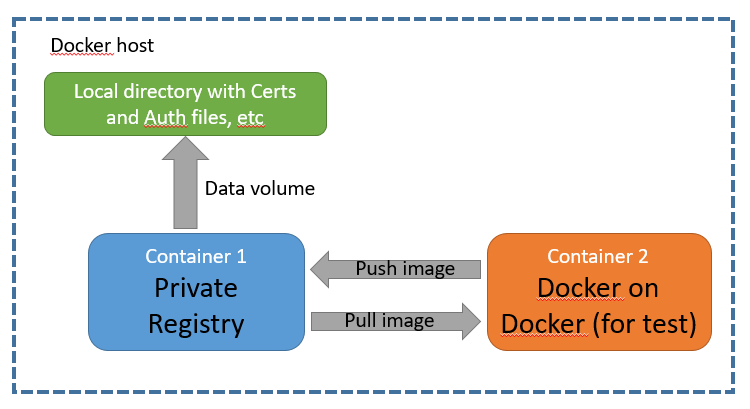 Docker host
Local directory with Certs
and Auth files, etc
Data volume
Container 1
Private
Registry
Push image
Pull image
Container 2
Docker on
Docker (for test)